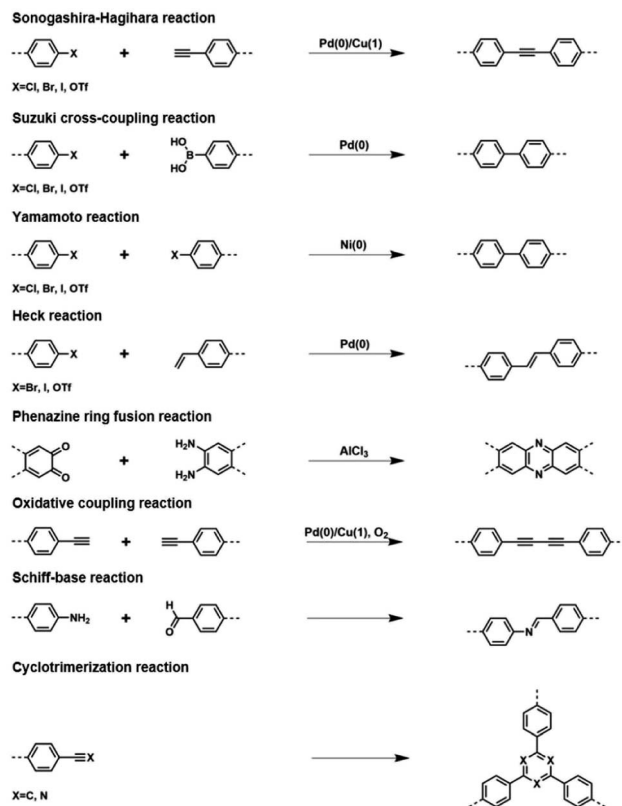 Sonogashira-Hagihara reaction
X + Pd(0)/Cu(1)
X=Cl, Br, I, OTf
Suzuki cross-coupling reaction
X + HO B HO Pd(0)
X=Cl, Br, I, OTf
Yamamoto reaction
X + X Ni(0)
X=Cl, Br, I, OTf
Heck reaction
X + Pd(0)
X=Br, I, OTf
Phenazine ring fusion reaction
O O + H₂N H₂N AlCl₃ N N
Oxidative coupling reaction
+ Pd(0)/Cu(1), O₂
Schiff-base reaction
NH₂ + H O N
Cyclotrimerization reaction
X X X X
X=C, N